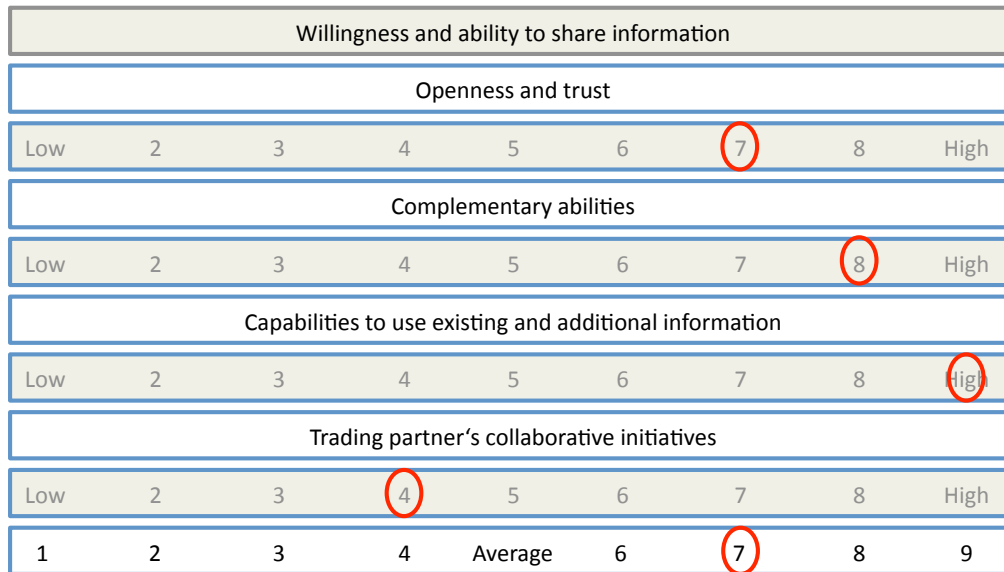 Willingness and ability to share information
Openness and trust
Low 2 3 4 5 6 7 8 High
Complementary abilities
Low 2 3 4 5 6 7 8 High
Capabilities to use existing and additional information
Low 2 3 4 5 6 7 8 High
Trading partner‘s collaborative initiatives
Low 2 3 4 5 6 7 8 High
1 2 3 4 Average 6 7 8 9